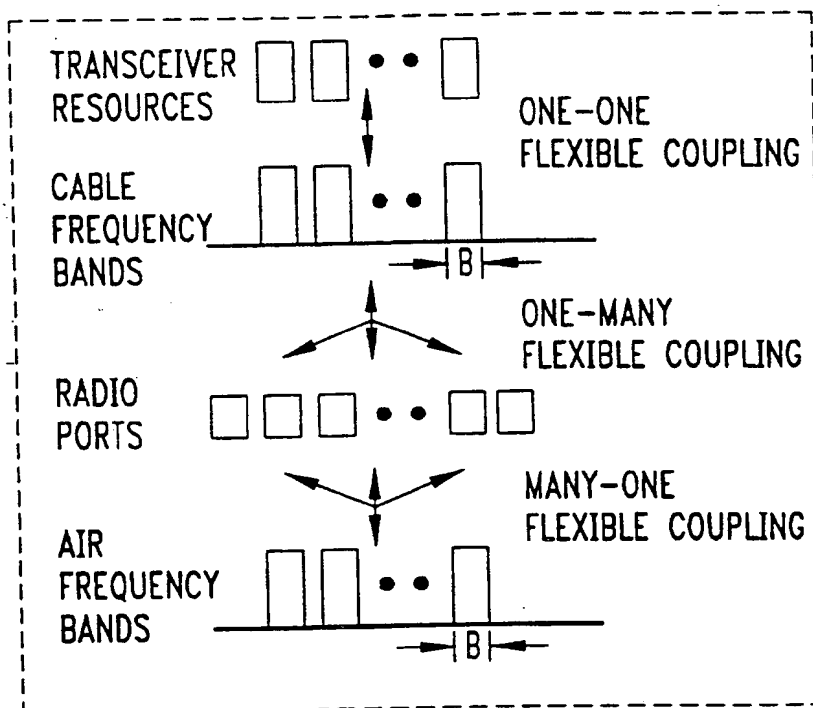 TRANSCEIVER
RESOURCES
ONE-ONE
FLEXIBLE COUPLING
CABLE
FREQUENCY
BANDS
B
ONE-MANY
FLEXIBLE COUPLING
RADIO
PORTS
MANY-ONE
FLEXIBLE COUPLING
AIR
FREQUENCY
BANDS
B